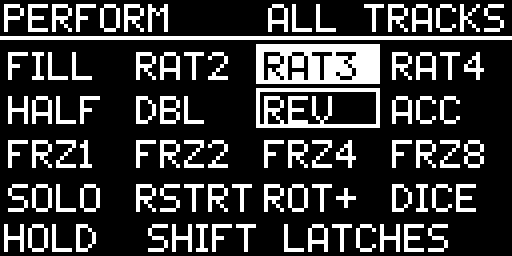 PERFORM ALL TRACKS
FILL RAT2 RAT3 RAT4
HALF DBL REV ACC
FRZ1 FRZ2 FRZ4 FRZ8
SOLO RSTRT ROT+ DICE
HOLD SHIFT LATCHES